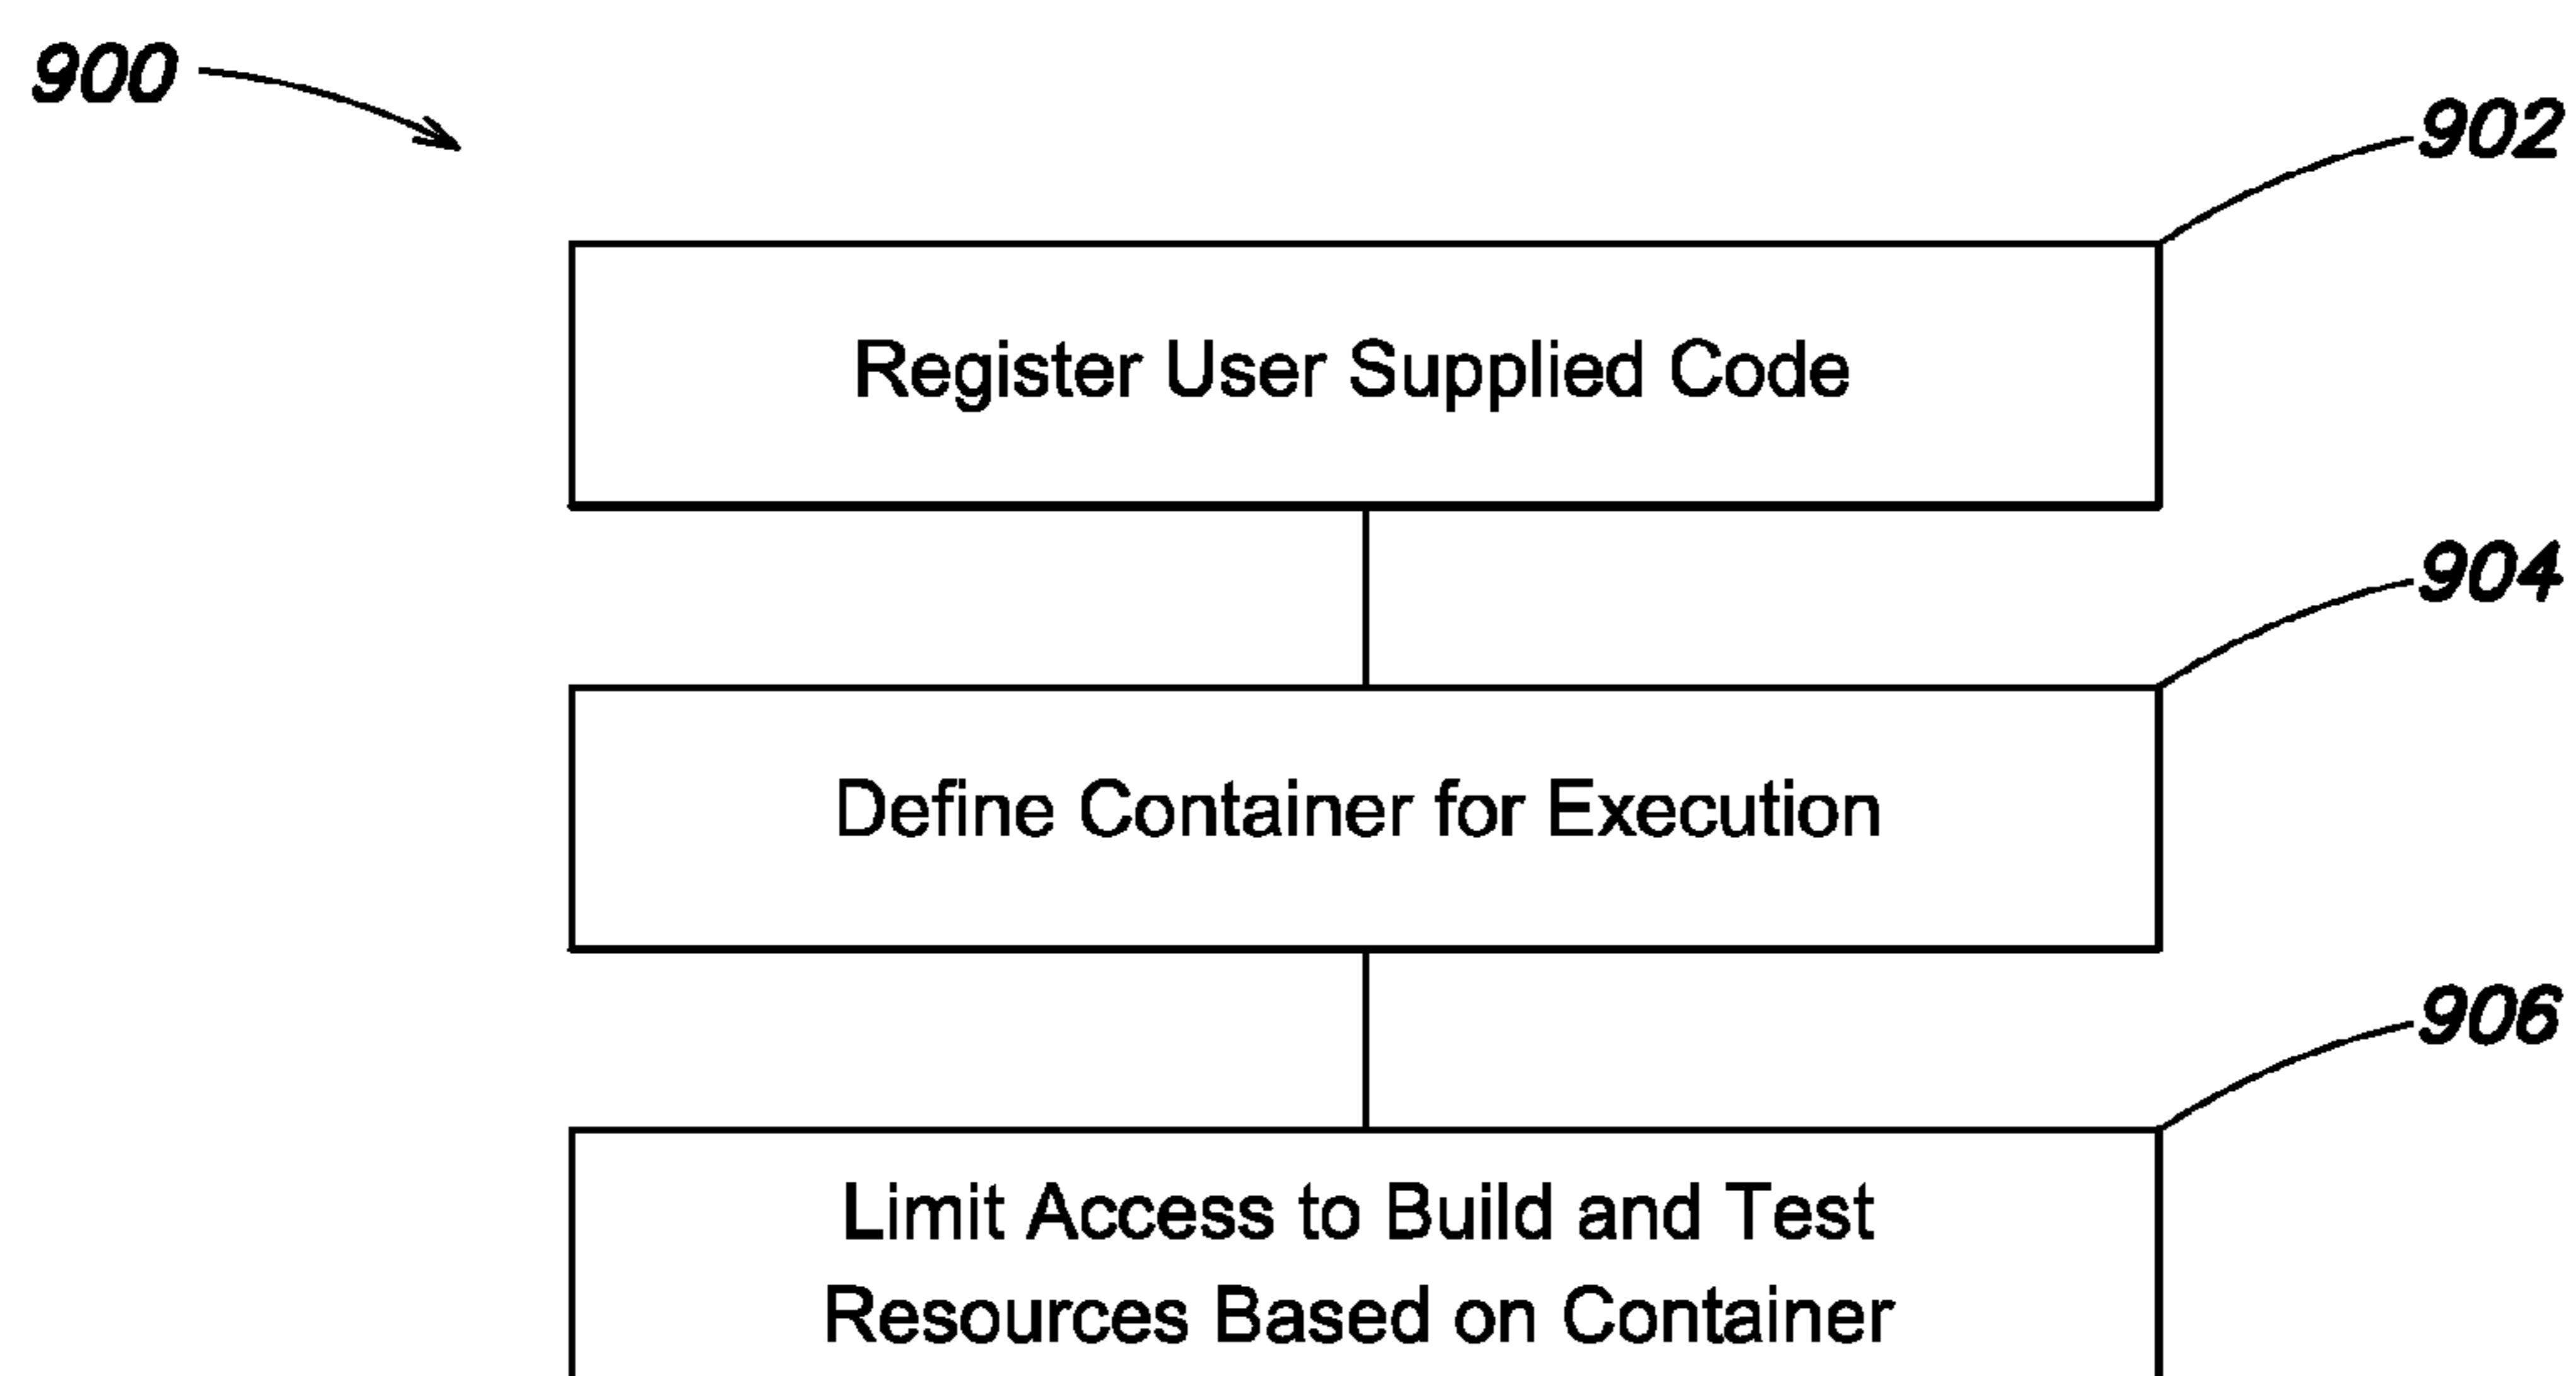 900
902
Register User Supplied Code
904
Define Container for Execution
906
Limit Access to Build and Test
Resources Based on Container